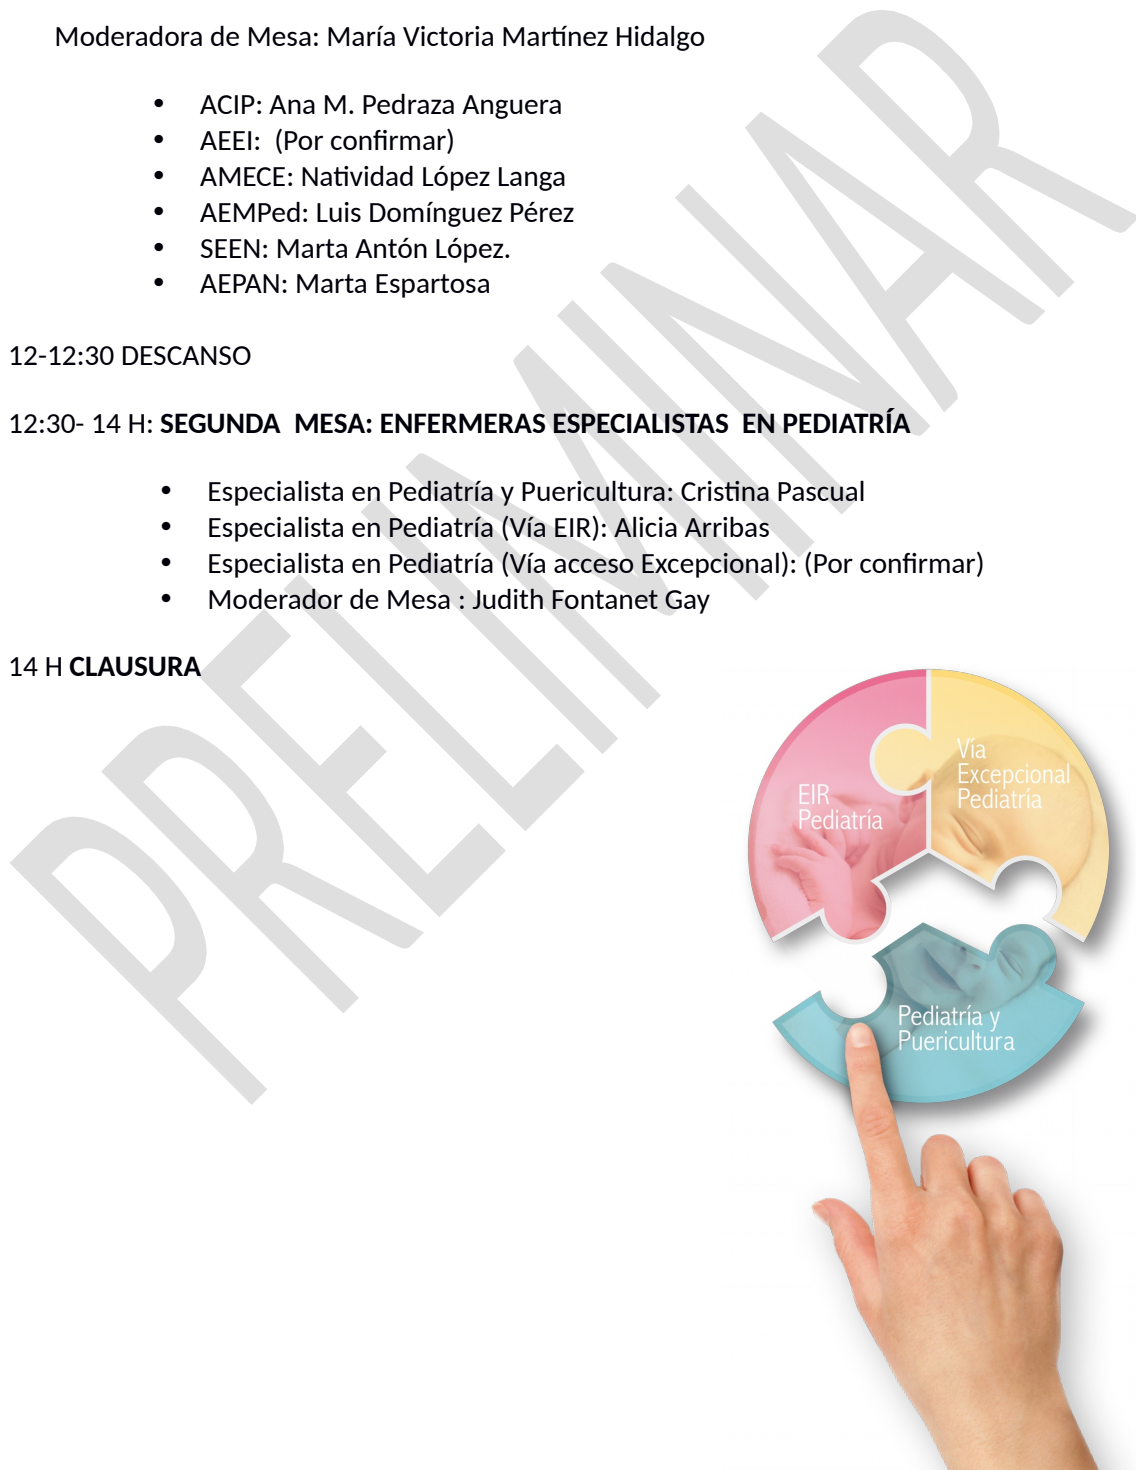 Moderadora de Mesa: María Victoria Martínez Hidalgo
• ACIP: Ana M. Pedraza Anguera
• AEEI:  (Por confirmar)
• AMECE: Natividad López Langa
• AEMPed: Luis Domínguez Pérez
• SEEN: Marta Antón López.
• AEPAN: Marta Espartosa
12-12:30 DESCANSO
12:30- 14 H: SEGUNDA  MESA: ENFERMERAS ESPECIALISTAS  EN PEDIATRÍA
• Especialista en Pediatría y Puericultura: Cristina Pascual
• Especialista en Pediatría (Vía EIR): Alicia Arribas
• Especialista en Pediatría (Vía acceso Excepcional): (Por confirmar)
• Moderador de Mesa : Judith Fontanet Gay
14 H CLAUSURA
PRELIMINAR
EIR
Pediatría
Vía
Excepcional
Pediatría
Pediatría y
Puericultura